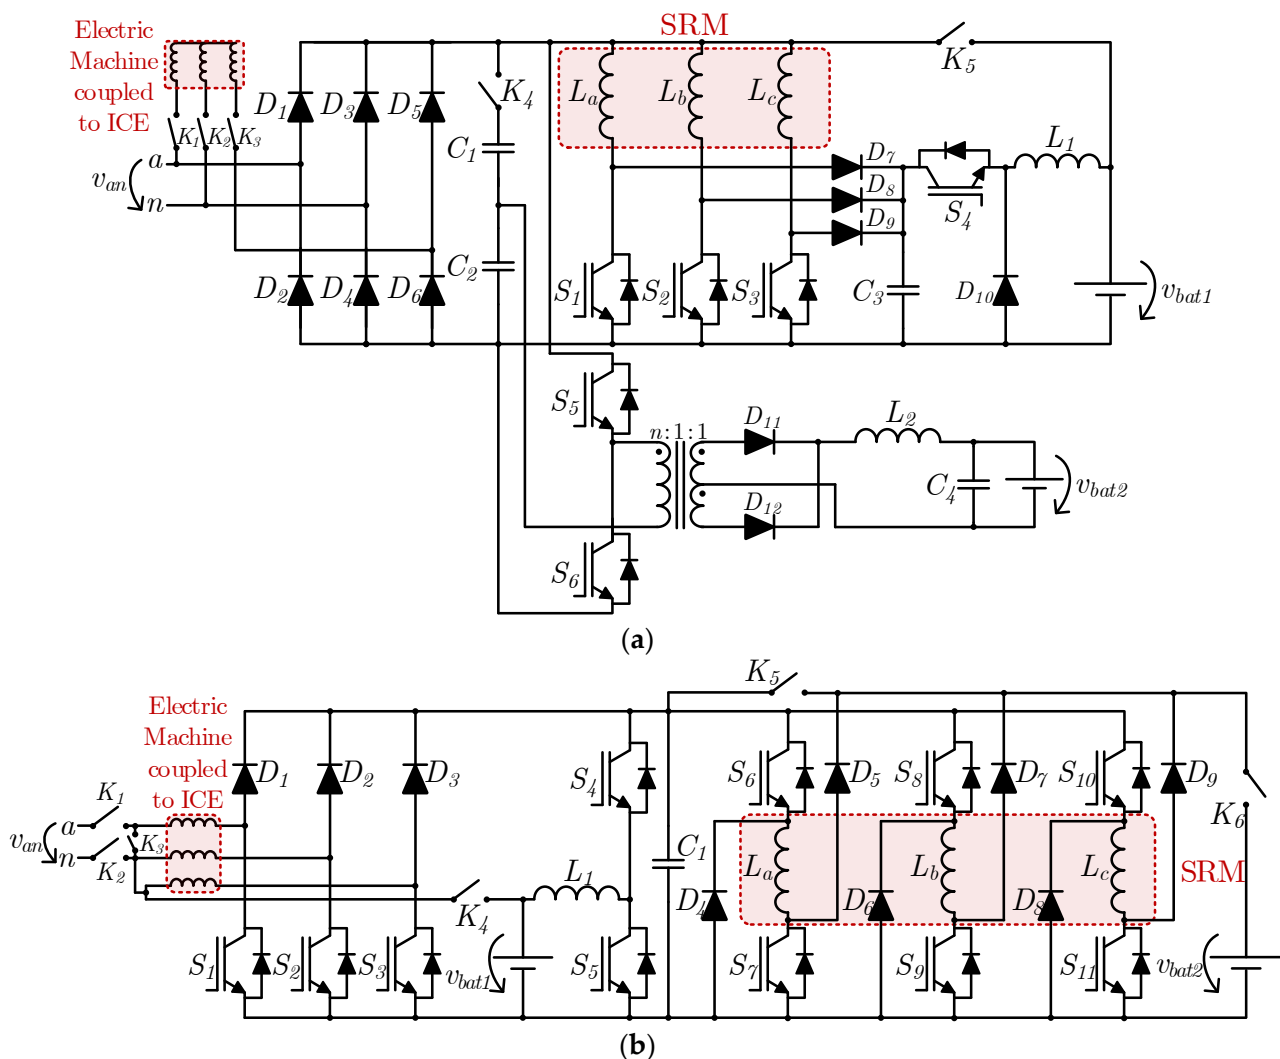 Electric
Machine
coupled
to ICE
SRM
K5
K4
La
Lb
Lc
D1
D3
D5
K1
K2
K3
a
van
n
C1
L1
D7
D8
D9
S4
C2
D2
D4
D6
S1
S2
S3
C3
D10
vbat1
S5
n:1:1
D11
L2
C4
vbat2
D12
S6
(a)
K5
Electric
Machine
coupled
to ICE
D1
D2
D3
S4
S6
D5
S8
D7
S10
D9
K6
K1
a
van
n
K3
K2
C1
La
Lb
Lc
SRM
L1
K4
D4
D6
D8
S1
S2
S3
vbat1
S5
S7
S9
S11
vbat2
(b)